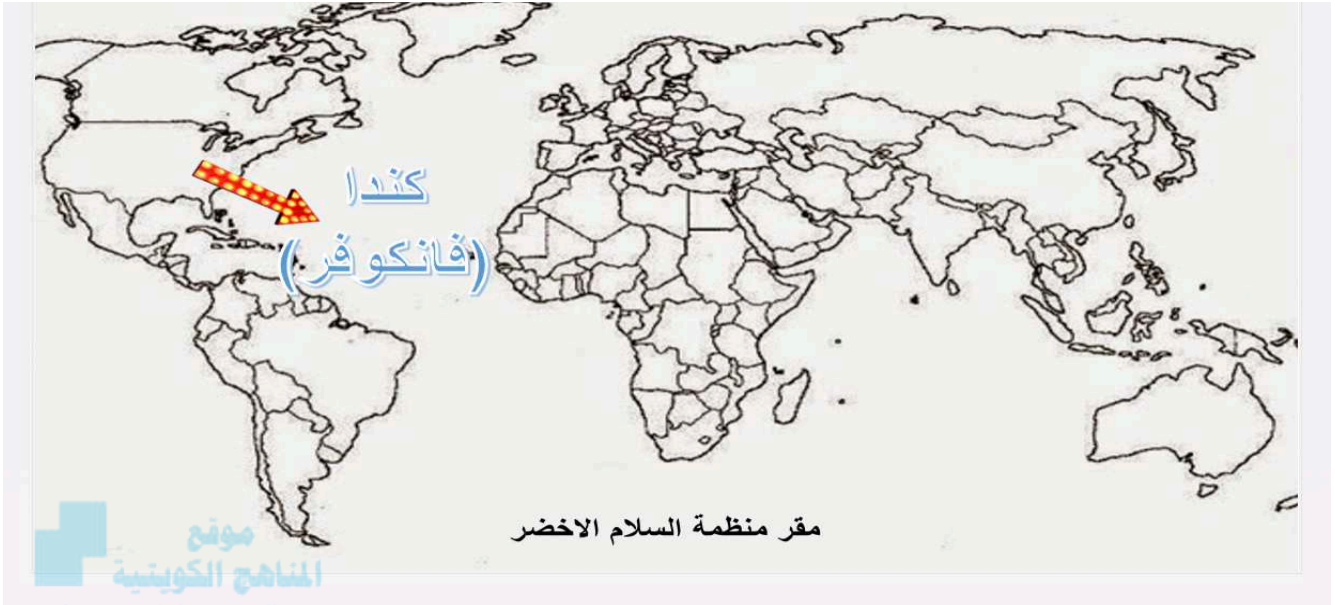 كندا
(فانكوفر)
مقر منظمة السلام الاخضر
موقع
المناهج الكويتية